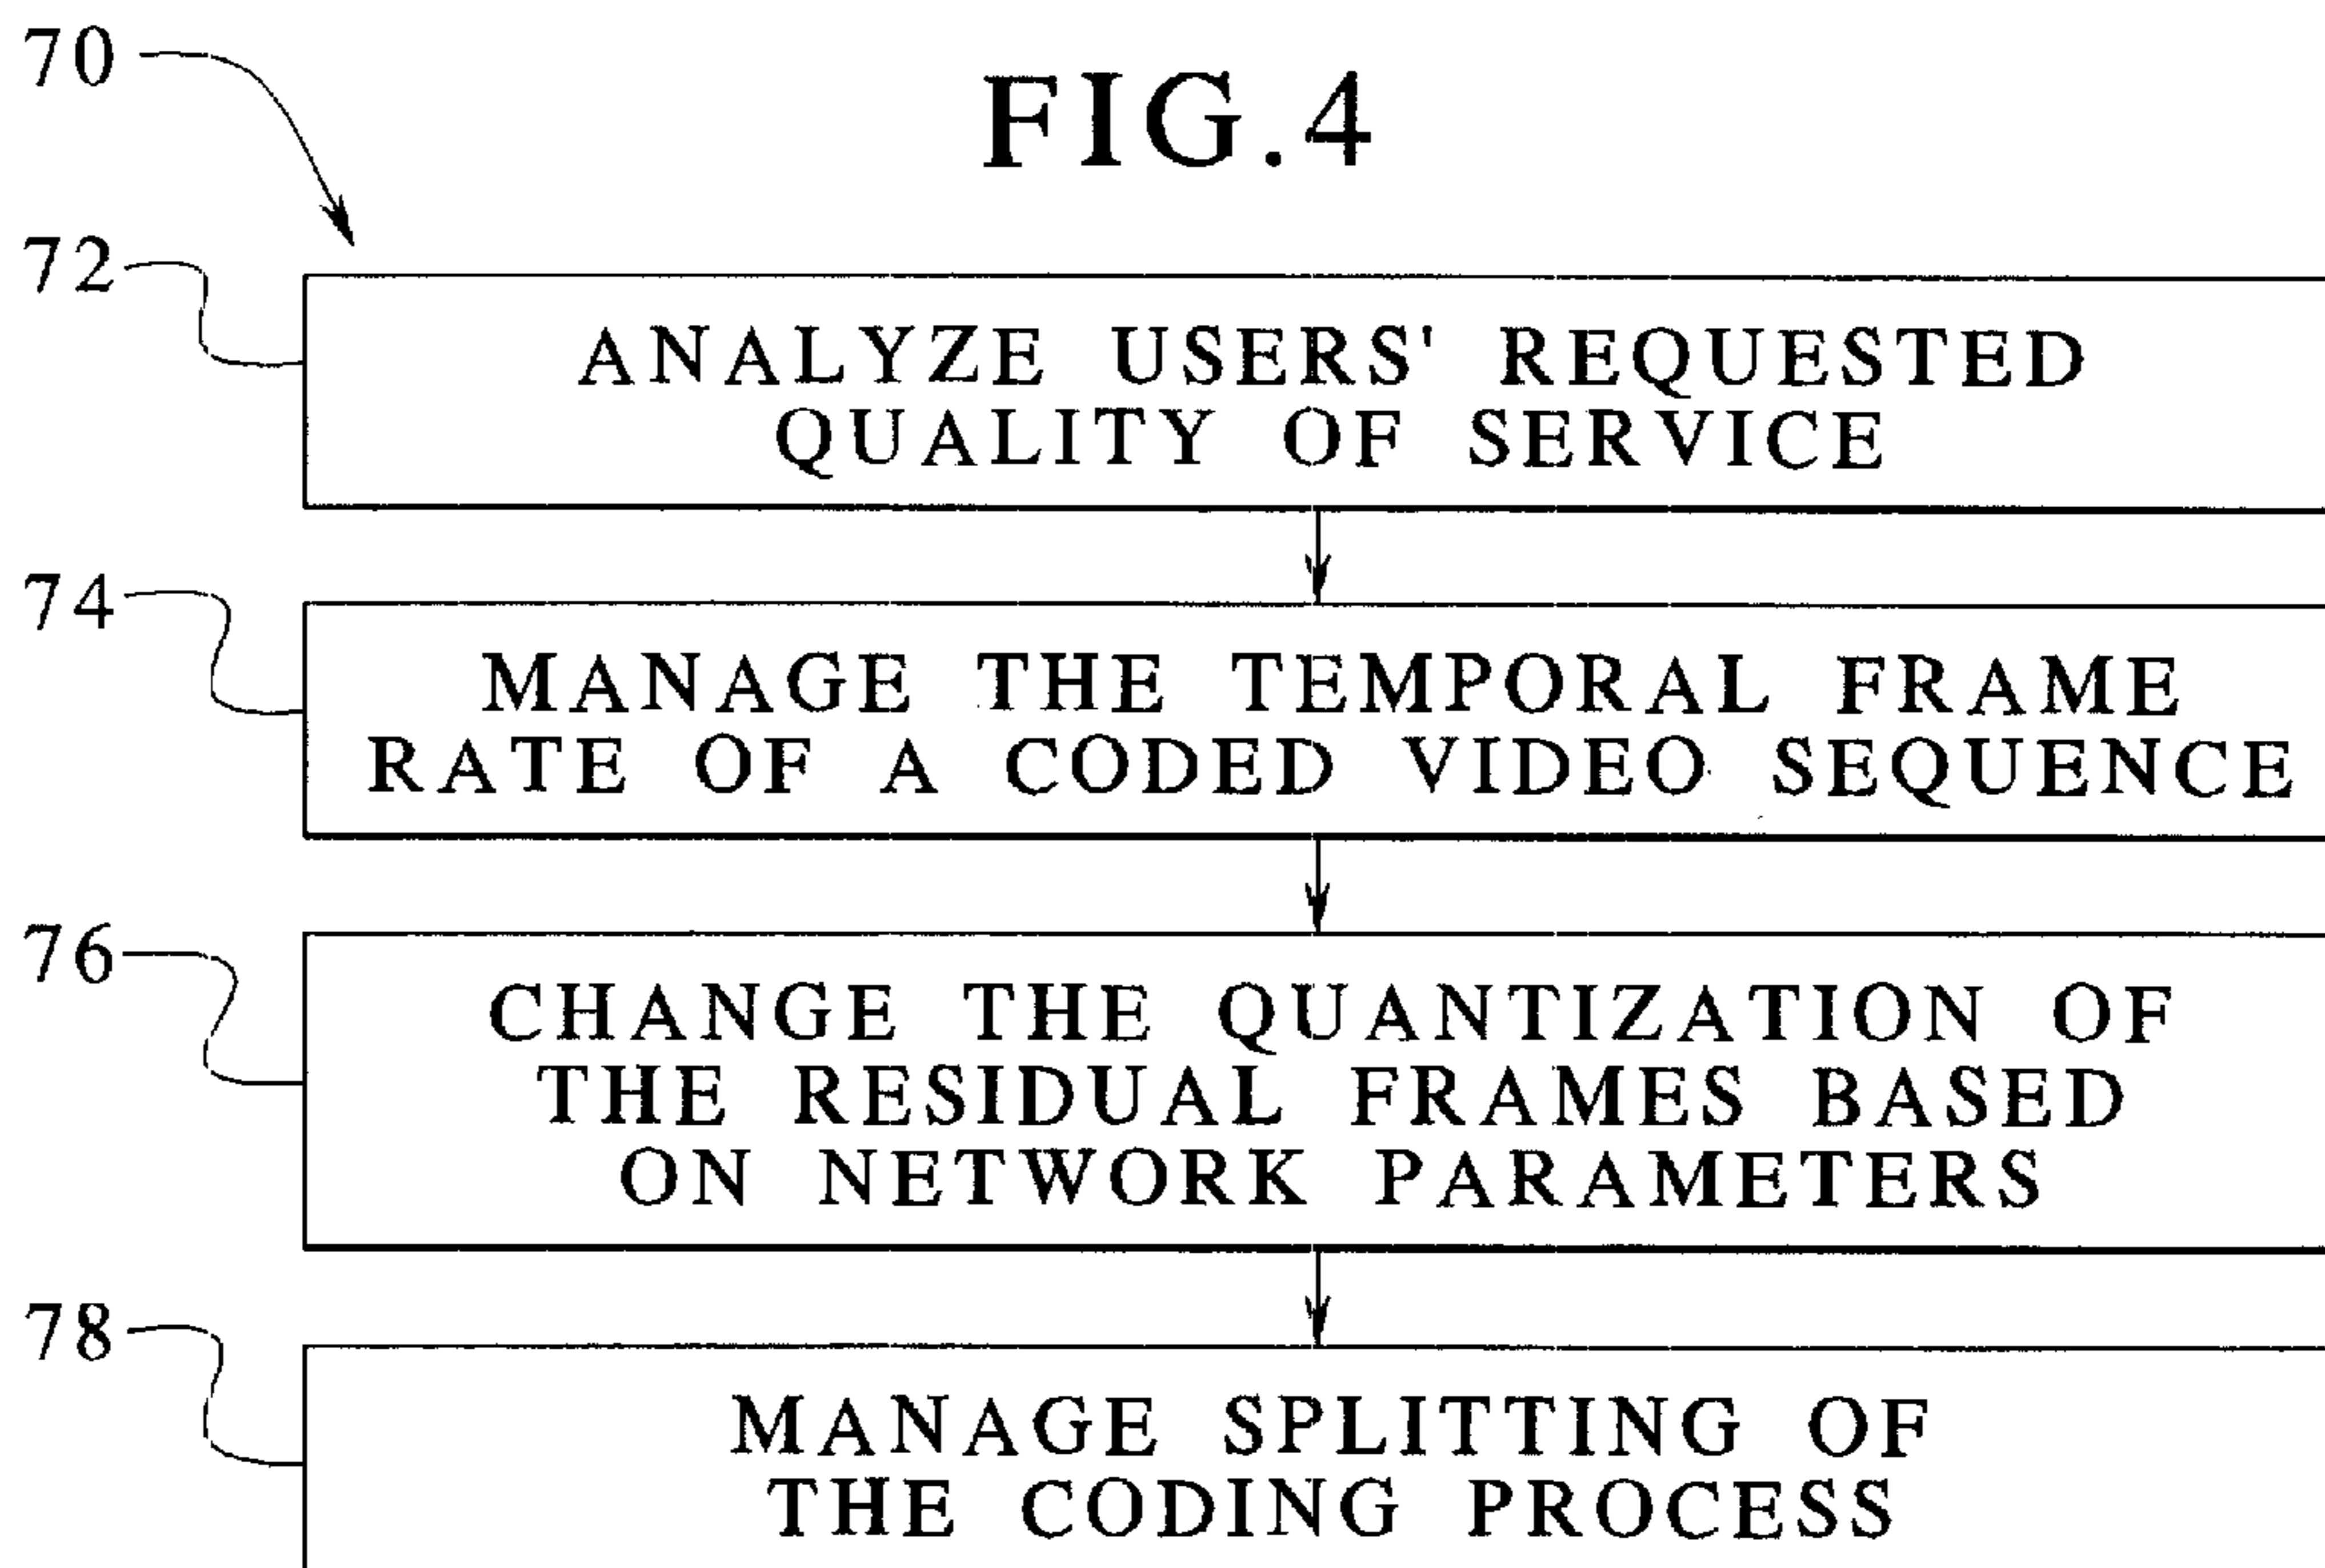 70
FIG.4
72
ANALYZE USERS' REQUESTED
QUALITY OF SERVICE
74
MANAGE THE TEMPORAL FRAME
RATE OF A CODED VIDEO SEQUENCE
76
CHANGE THE QUANTIZATION OF
THE RESIDUAL FRAMES BASED
ON NETWORK PARAMETERS
78
MANAGE SPLITTING OF
THE CODING PROCESS